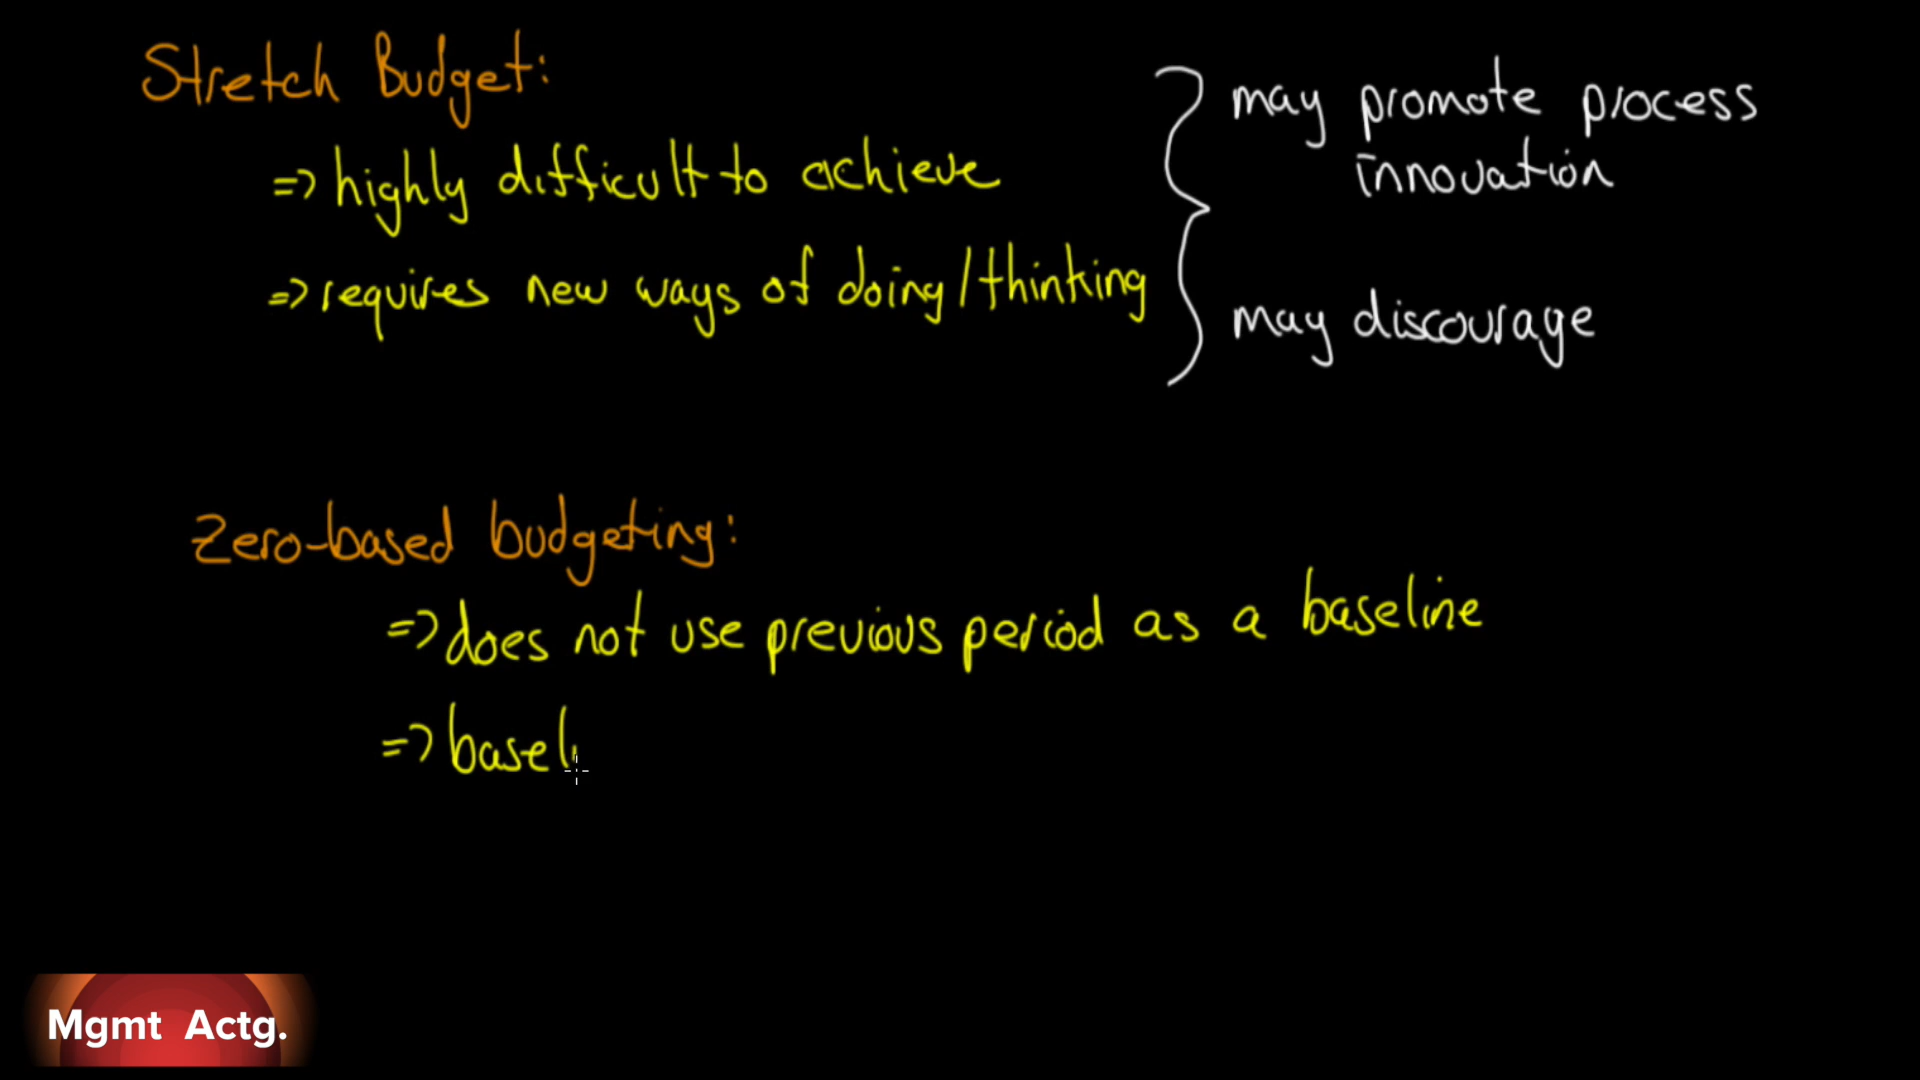 Stretch Budget:
=> highly difficult to achieve
=> requires new ways of doing/thinking
may promote process
innovation
may discourage
Zero-based budgeting:
=> does not use previous period as a baseline
=> baseli
Mgmt Actg.